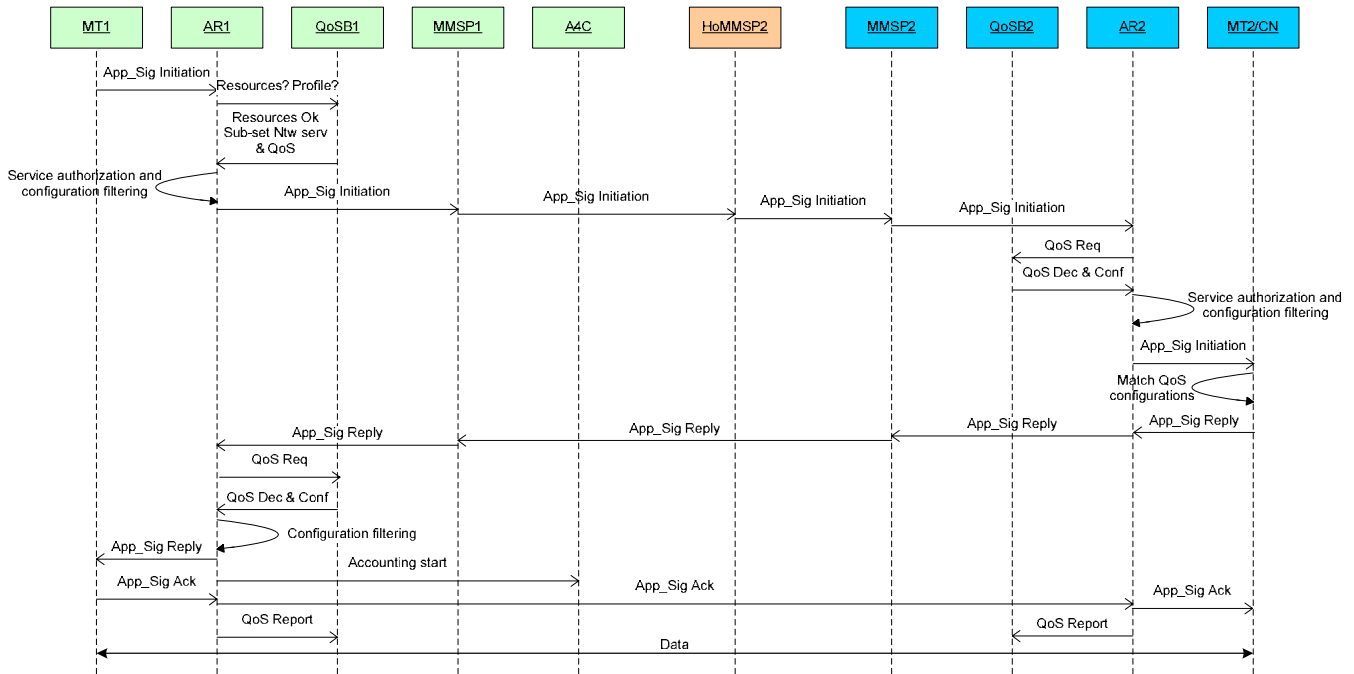 MT1
AR1
QoSB1
MMSP1
A4C
HoMMSP2
MMSP2
QoSB2
AR2
MT2/CN
App_Sig Initiation
Resources? Profile?
Resources Ok
Sub-set Ntw serv
& QoS
Service authorization and
configuration filtering
App_Sig Initiation
App_Sig Initiation
App_Sig Initiation
App_Sig Initiation
QoS Req
QoS Dec & Conf
Service authorization and
configuration filtering
App_Sig Initiation
Match QoS
configurations
App_Sig Reply
App_Sig Reply
App_Sig Reply
App_Sig Reply
QoS Req
QoS Dec & Conf
Configuration filtering
App_Sig Reply
Accounting start
App_Sig Ack
App_Sig Ack
App_Sig Ack
QoS Report
QoS Report
Data